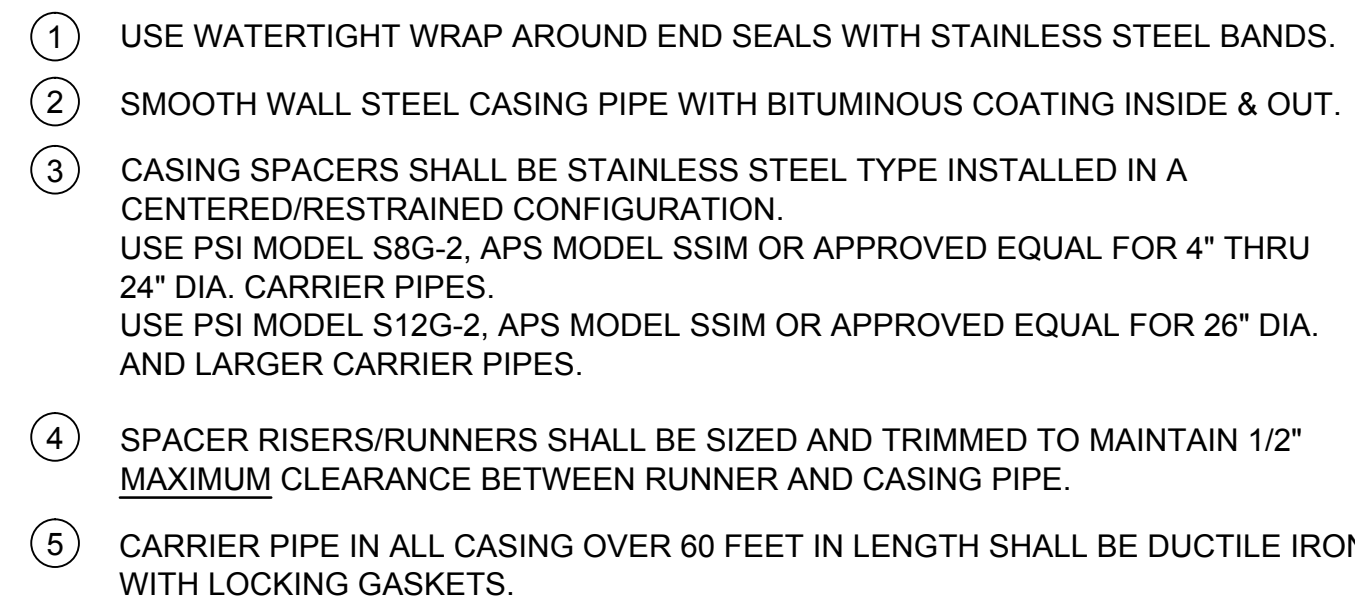 1 USE WATERTIGHT WRAP AROUND END SEALS WITH STAINLESS STEEL BANDS.
2 SMOOTH WALL STEEL CASING PIPE WITH BITUMINOUS COATING INSIDE & OUT.
3 CASING SPACERS SHALL BE STAINLESS STEEL TYPE INSTALLED IN A
CENTERED/RESTRAINED CONFIGURATION.
USE PSI MODEL S8G-2, APS MODEL SSIM OR APPROVED EQUAL FOR 4" THRU
24" DIA. CARRIER PIPES.
USE PSI MODEL S12G-2, APS MODEL SSIM OR APPROVED EQUAL FOR 26" DIA.
AND LARGER CARRIER PIPES.
4 SPACER RISERS/RUNNERS SHALL BE SIZED AND TRIMMED TO MAINTAIN 1/2"
MAXIMUM CLEARANCE BETWEEN RUNNER AND CASING PIPE.
5 CARRIER PIPE IN ALL CASING OVER 60 FEET IN LENGTH SHALL BE DUCTILE IRON
WITH LOCKING GASKETS.